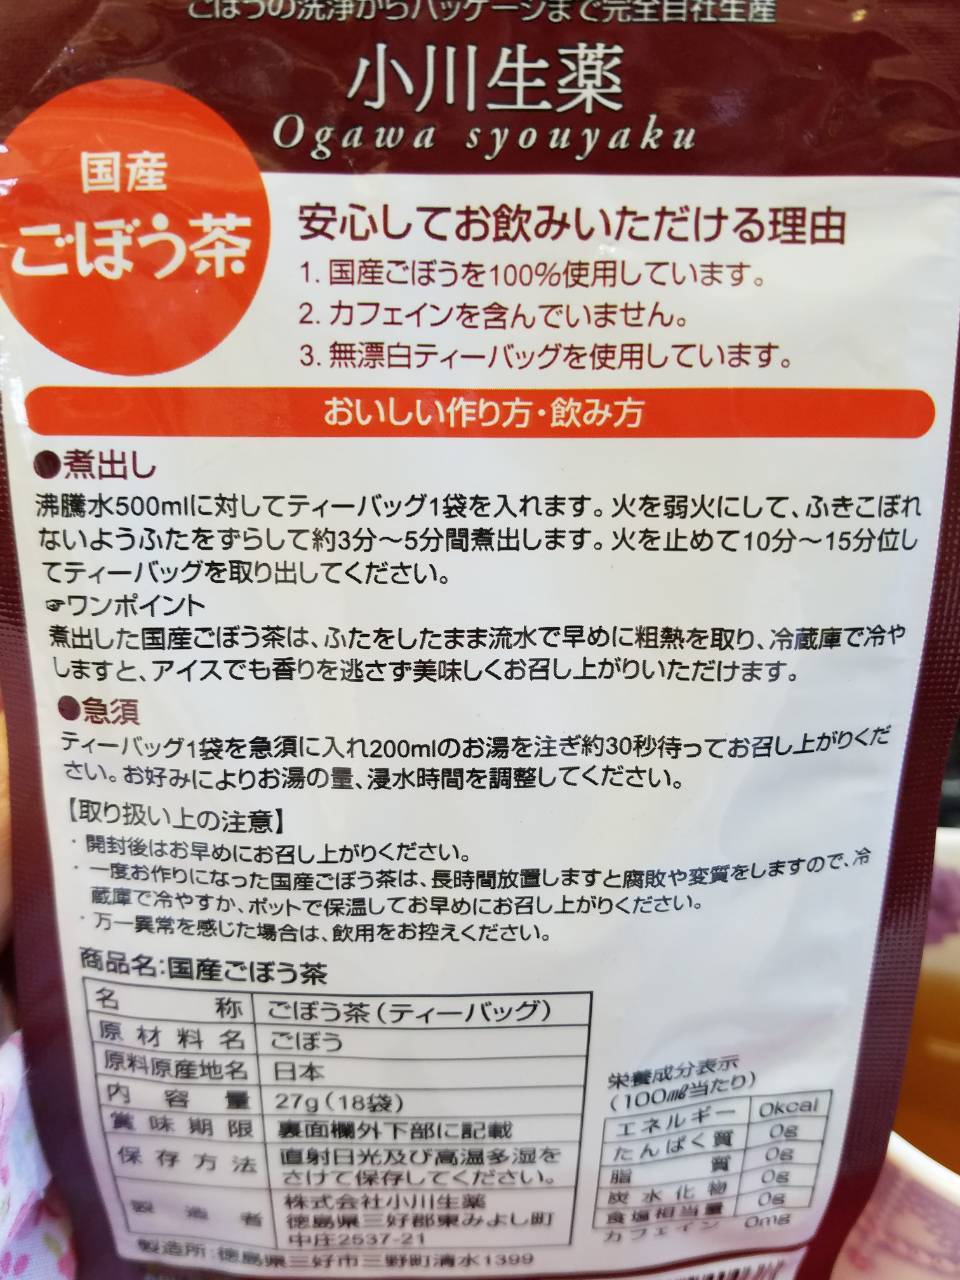 ごぼうの洗浄からパッケージまで完全自社生産
小川生薬
Ogawa syouyaku
国産
ごぼう茶
安心してお飲みいただける理由
1. 国産ごぼうを100%使用しています。
2. カフェインを含んでいません。
3. 無漂白ティーバッグを使用しています。
おいしい作り方・飲み方
●煮出し
沸騰水500mlに対してティーバッグ1袋を入れます。火を弱火にして、ふきこぼれ
ないようふたをずらして約3分〜5分間煮出します。火を止めて10分〜15分位し
てティーバッグを取り出してください。
☞ワンポイント
煮出した国産ごぼう茶は、ふたをしたまま流水で早めに粗熱を取り、冷蔵庫で冷や
しますと、アイスでも香りを逃さず美味しくお召し上がりいただけます。
●急須
ティーバッグ1袋を急須に入れ200mlのお湯を注ぎ約30秒待ってお召し上がりくだ
さい。お好みによりお湯の量、浸水時間を調整してください。
【取り扱い上の注意】
・開封後はお早めにお召し上がりください。
・一度お作りになった国産ごぼう茶は、長時間放置しますと腐敗や変質をしますので、冷
蔵庫で冷やすか、ポットで保温してお早めにお召し上がりください。
・万一異常を感じた場合は、飲用をお控えください。
商品名：国産ごぼう茶
名称 ごぼう茶（ティーバッグ）
原材料名 ごぼう
原料原産地名 日本
内容量 27g（18袋）
賞味期限 裏面欄外下部に記載
保存方法 直射日光及び高温多湿を
さけて保存してください。
製造者 株式会社小川生薬
徳島県三好郡東みよし町
中庄2537-21
製造所：徳島県三好市三野町清水1399
栄養成分表示
（100ml当たり）
エネルギー 0kcal
たんぱく質 0g
脂質 0g
炭水化物 0g
食塩相当量 0g
カフェイン 0mg